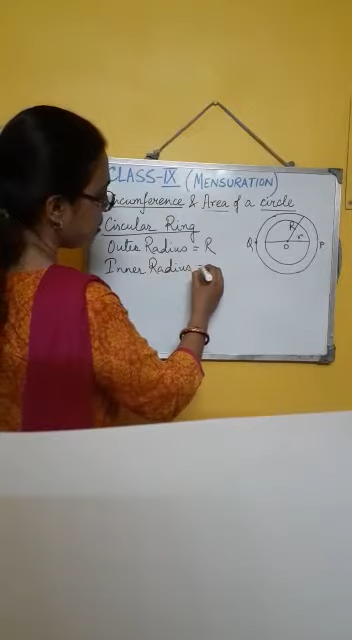 CLASS-IX (MENSURATION)
Circumference & Area of a circle
Circular Ring
Outer Radius = R
Inner Radius =
R
r
Q
O
P